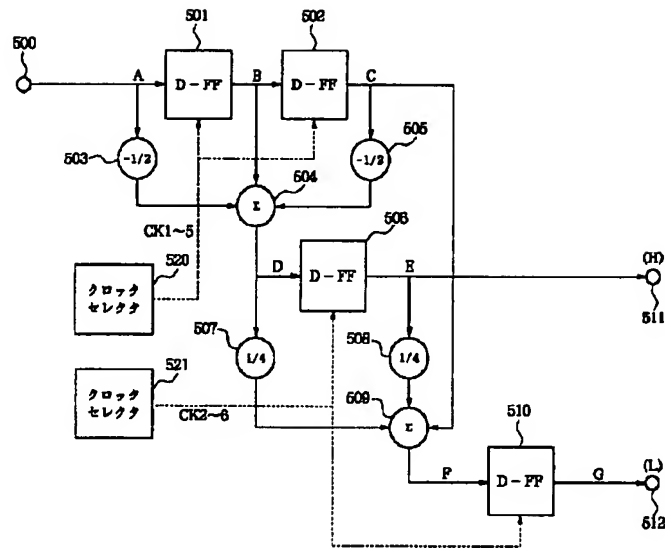 501
502
500
A
D-FF
B
D-FF
C
503
-1/2
505
-1/2
504
Σ
CK1~5
506
520
クロック
セレクタ
D
D-FF
E
(H)
511
507
1/4
508
1/4
521
クロック
セレクタ
CK2~6
509
Σ
510
F
D-FF
G
(L)
512